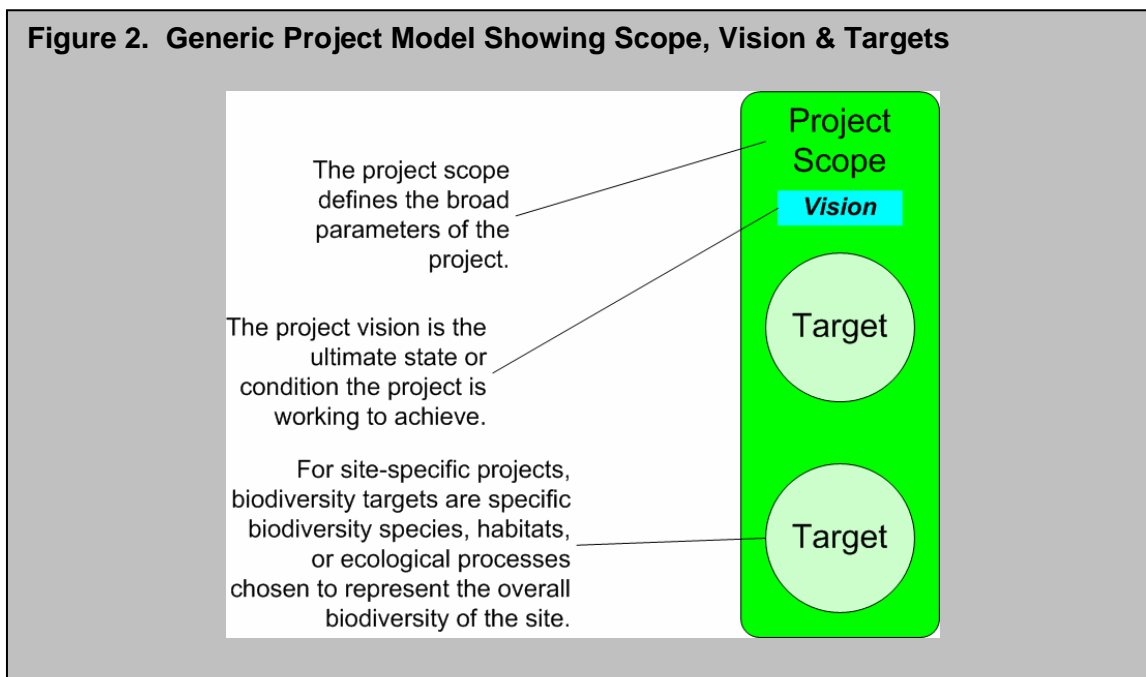 Figure 2.  Generic Project Model Showing Scope, Vision & Targets
The project scope
defines the broad
parameters of the
project.
The project vision is the
ultimate state or
condition the project is
working to achieve.
For site-specific projects,
biodiversity targets are specific
biodiversity species, habitats,
or ecological processes
chosen to represent the overall
biodiversity of the site.
Project
Scope
Vision
Target
Target